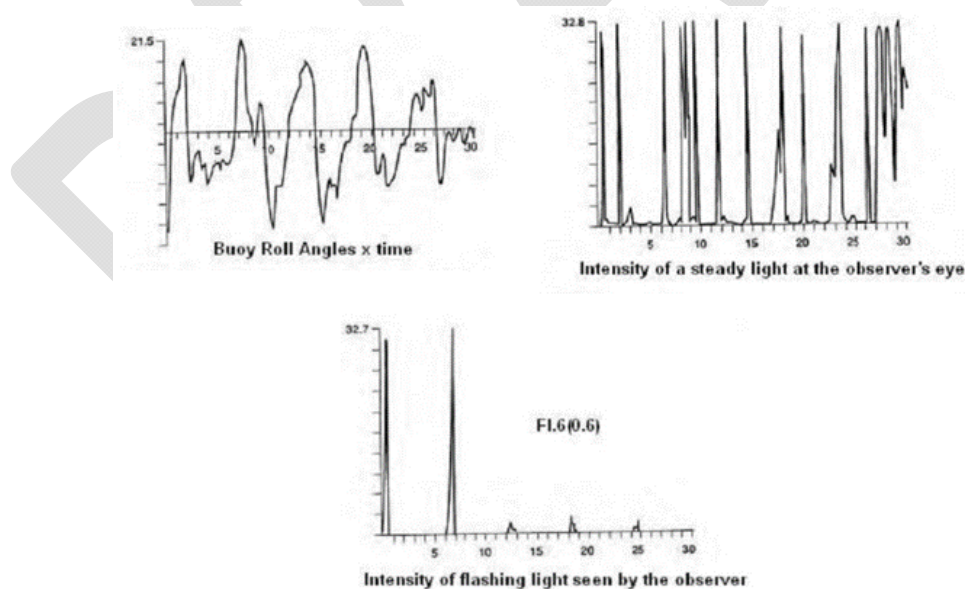 21.5
5 10 15 20 25 30
Buoy Roll Angles x time
32.8
5 10 15 20 25 30
Intensity of a steady light at the observer's eye
32.7
Fl.6(0.6)
5 10 15 20 25 30
Intensity of flashing light seen by the observer